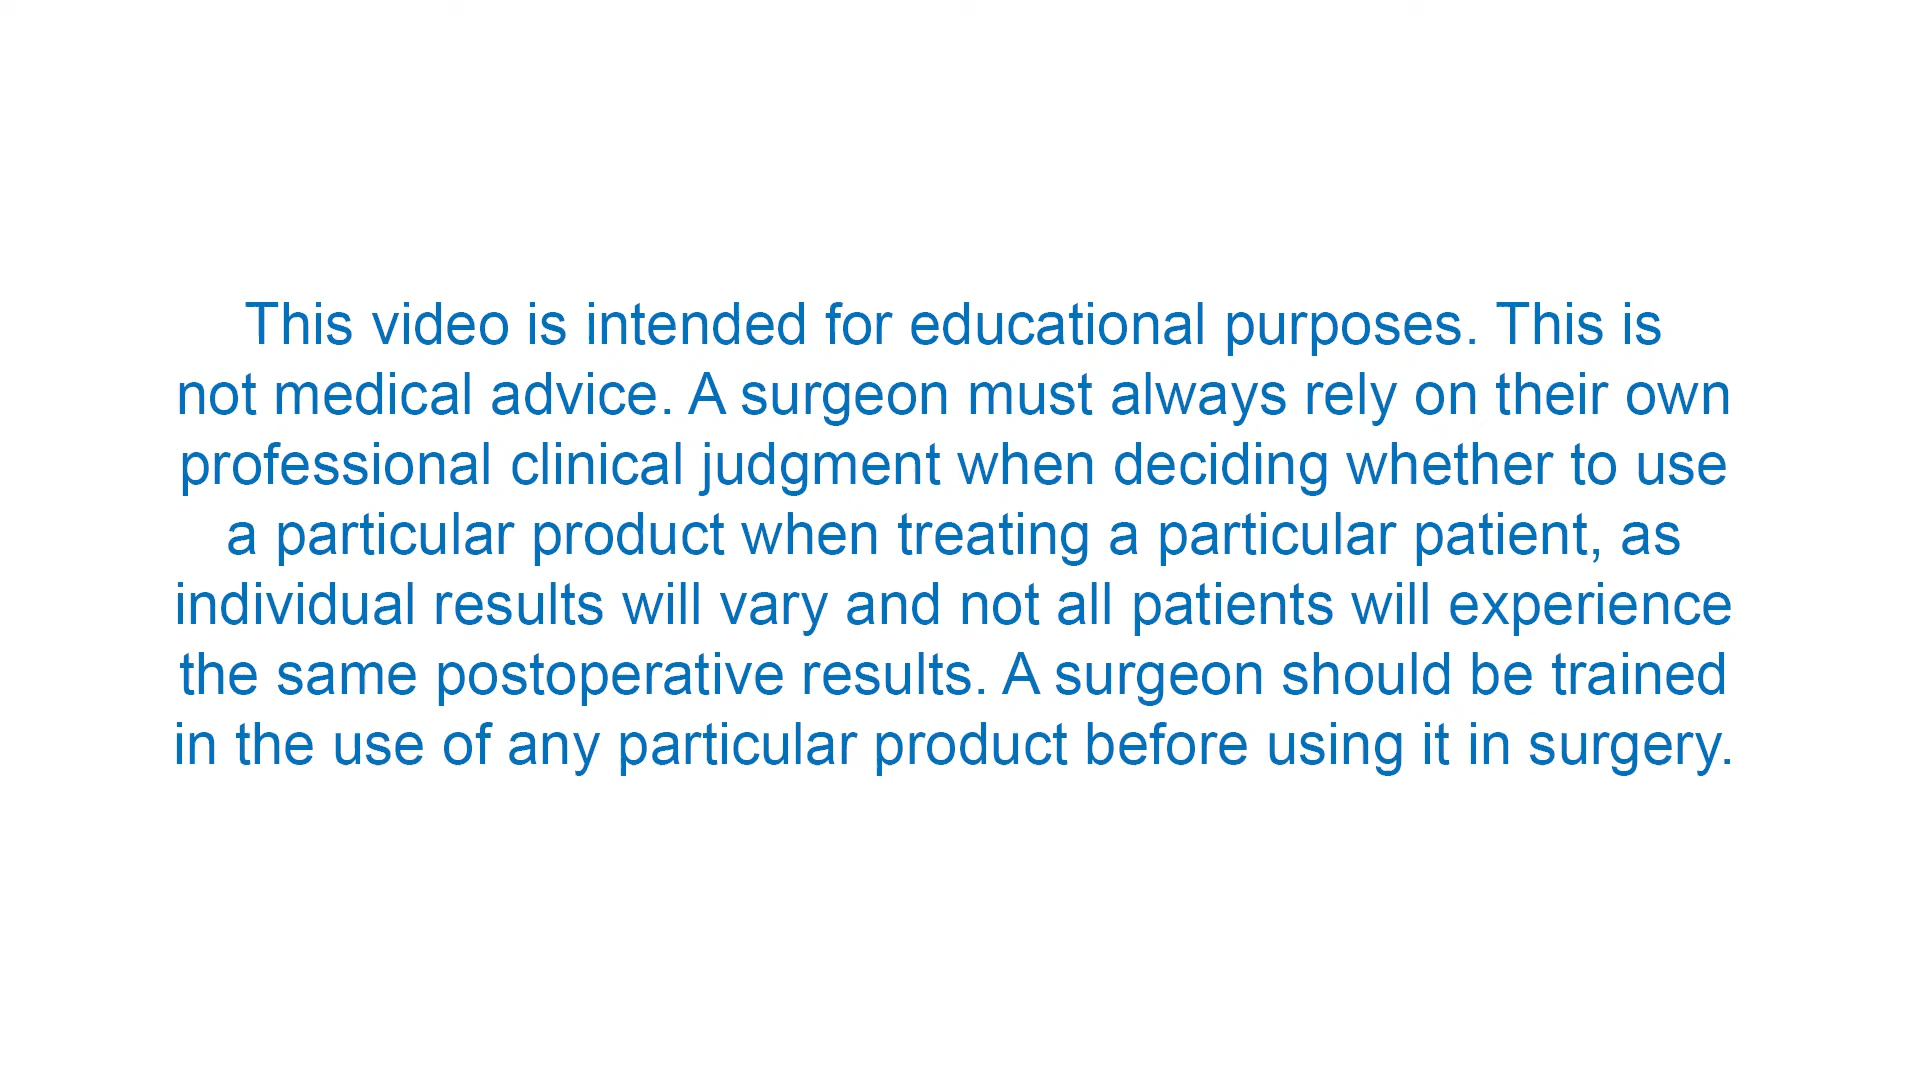 This video is intended for educational purposes. This is
not medical advice. A surgeon must always rely on their own
professional clinical judgment when deciding whether to use
a particular product when treating a particular patient, as
individual results will vary and not all patients will experience
the same postoperative results. A surgeon should be trained
in the use of any particular product before using it in surgery.